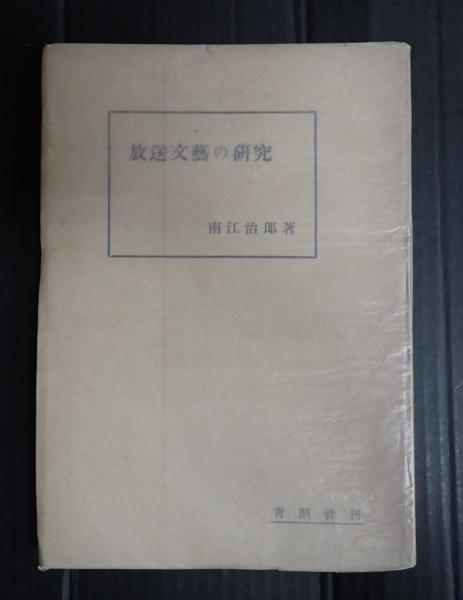 放送文藝の研究
南江治郎著
青朗社刊